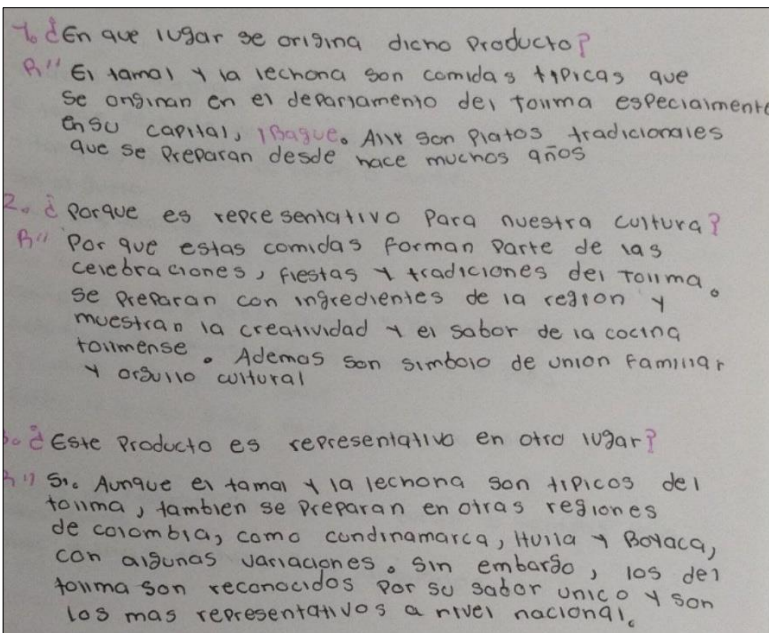 1. ¿En que lugar se origina dicho Producto?
R// El tamal y la lechona son comidas tipicas que
se originan en el departamento del tolima especialmente
en su capital, Ibague. Alli son Platos tradicionales
que se Preparan desde hace muchos años
2. ¿Porque es representativo Para nuestra cultura?
R// Por que estas comidas forman Parte de las
celebraciones, fiestas y tradiciones del Tolima.
se Preparan con ingredientes de la region y
muestran la creatividad y el sabor de la cocina
tolimense. Ademas son simbolo de union familiar
y orgullo cultural
3. ¿Este Producto es representativo en otro lugar?
R// Si. Aunque el tamal y la lechona son tipicos del
tolima, tambien se Preparan en otras regiones
de colombia, como cundinamarca, Huila y Boyaca,
con algunas variaciones. Sin embargo, los del
tolima son reconocidos Por su sabor unico y son
los mas representativos a nivel nacional.